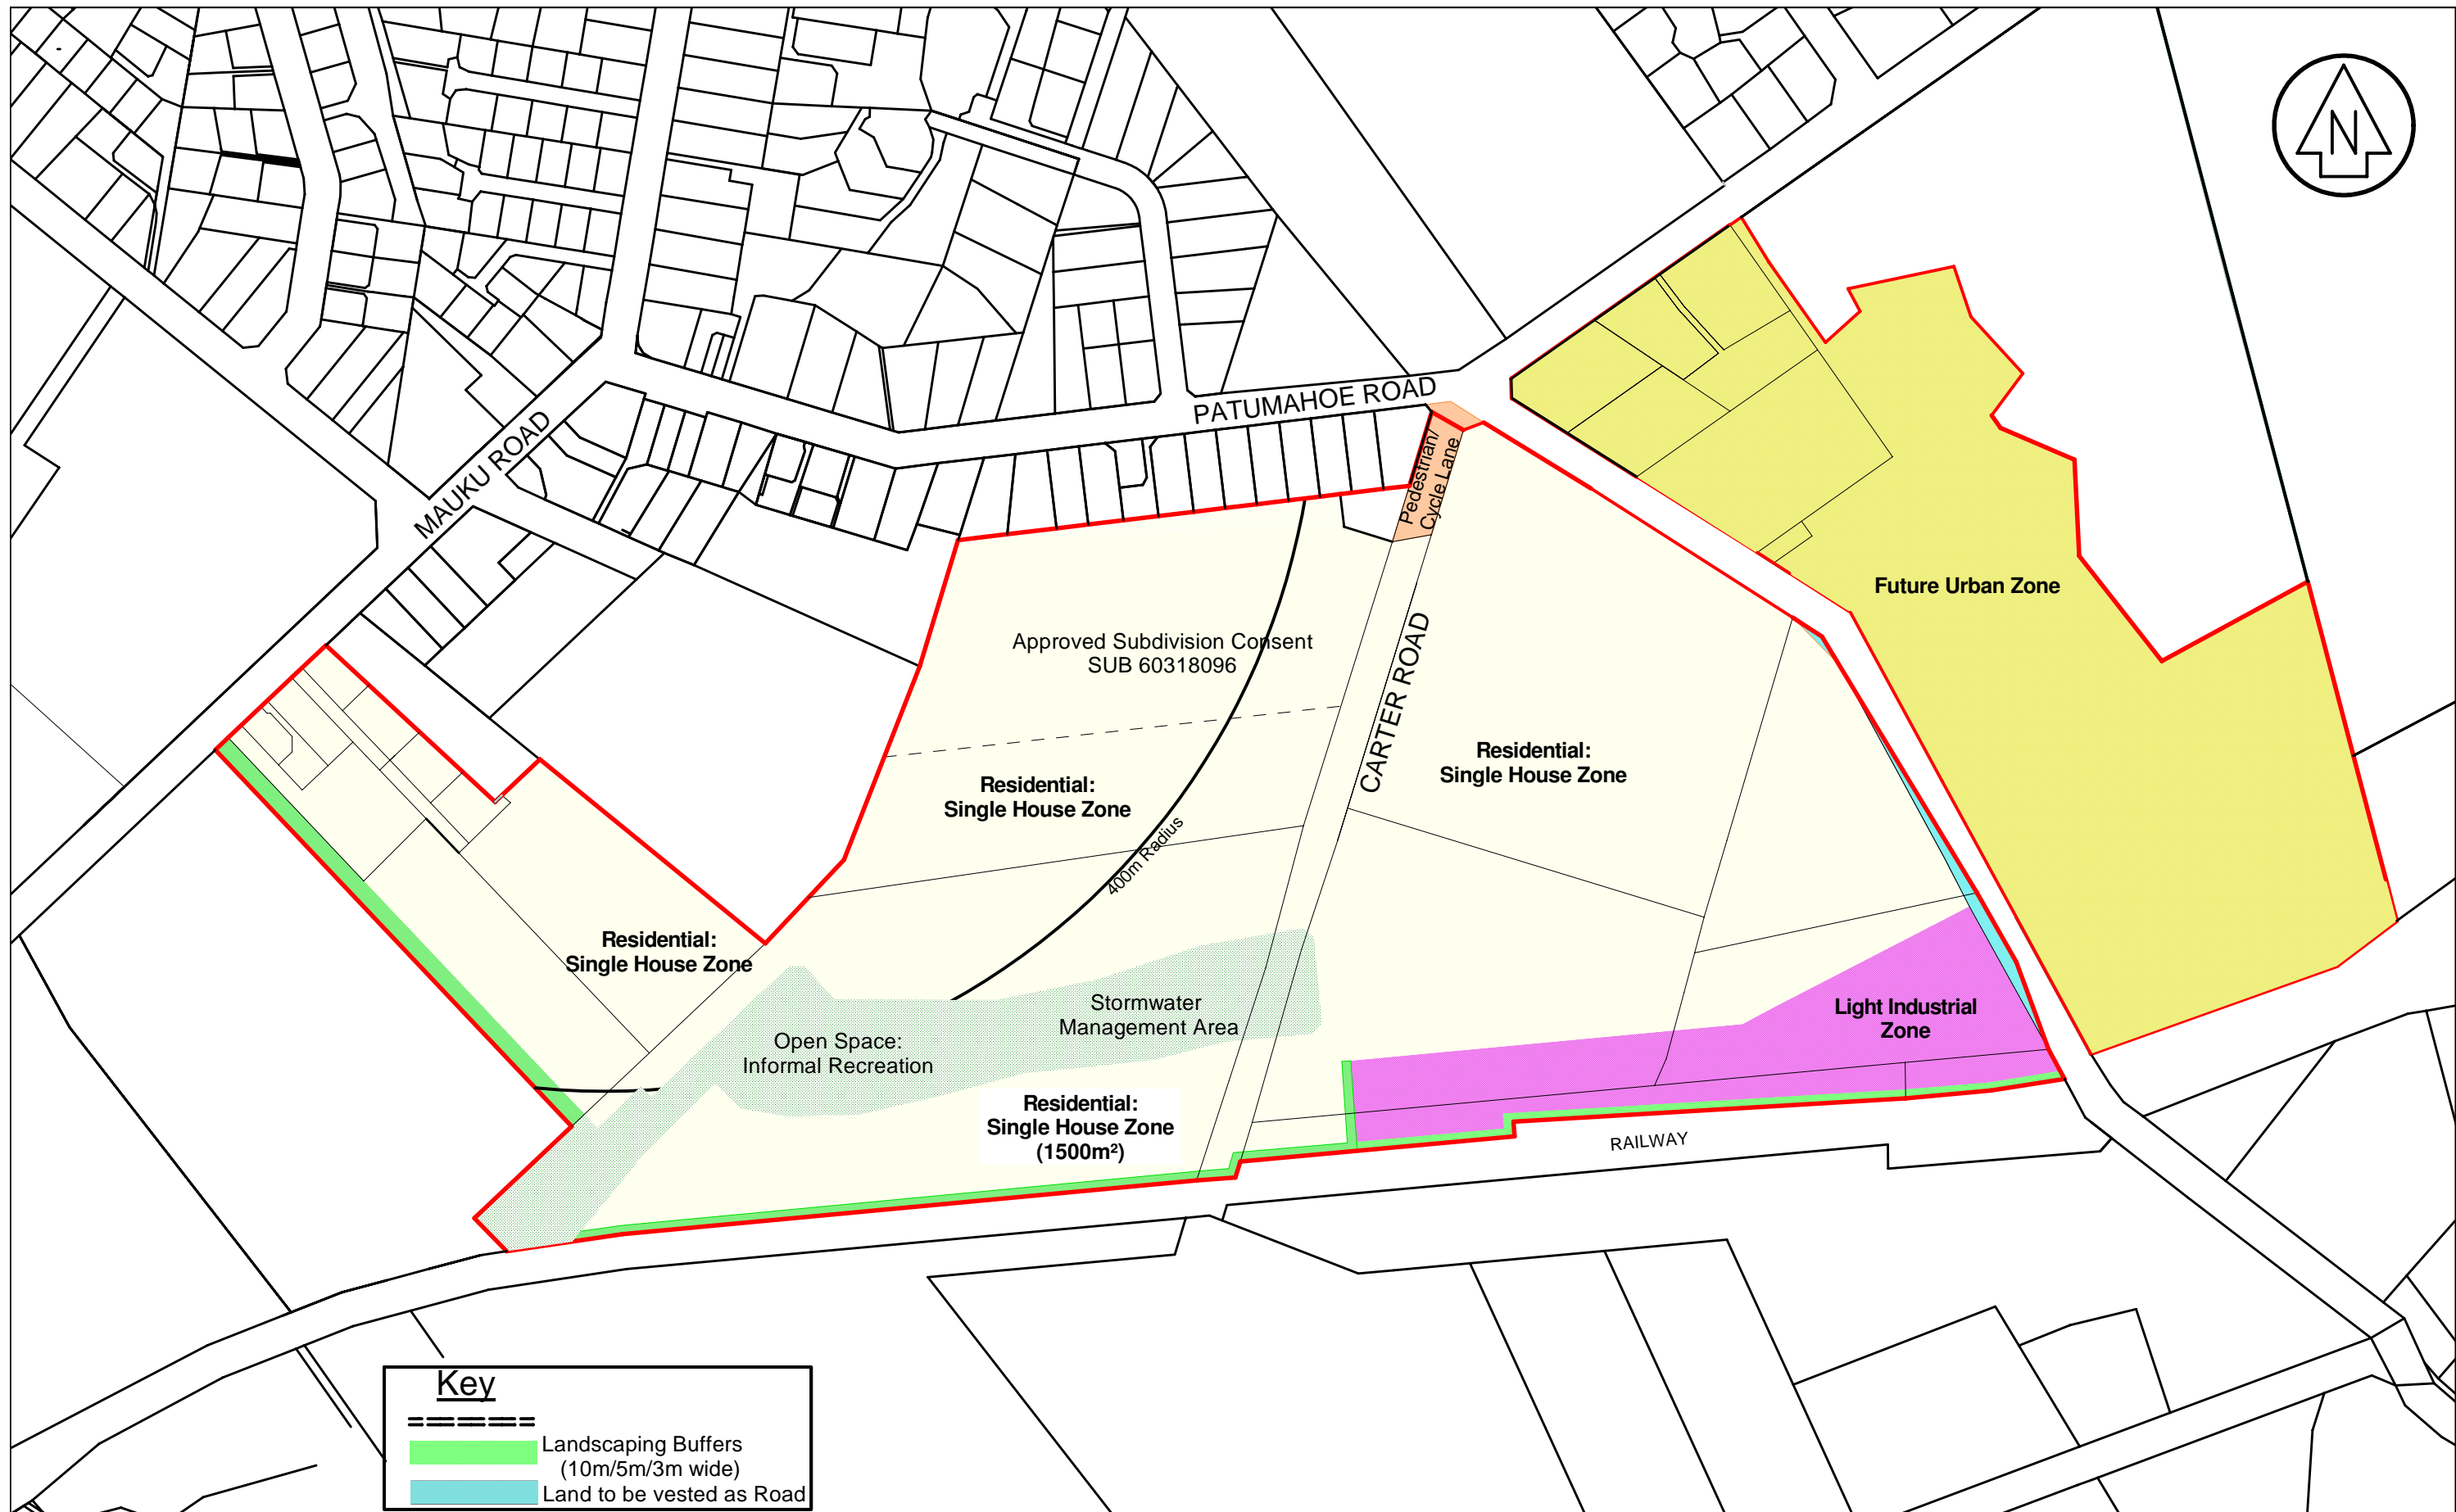 N
PATUMAHOE ROAD
MAUKU ROAD
Pedestrian/
Cycle Lane
Future Urban Zone
Approved Subdivision Consent
SUB 60318096
CARTER ROAD
Residential:
Single House Zone
Residential:
Single House Zone
400m Radius
Residential:
Single House Zone
Stormwater
Management Area
Light Industrial
Zone
Open Space:
Informal Recreation
Residential:
Single House Zone
(1500m²)
RAILWAY
Key
Landscaping Buffers
(10m/5m/3m wide)
Land to be vested as Road